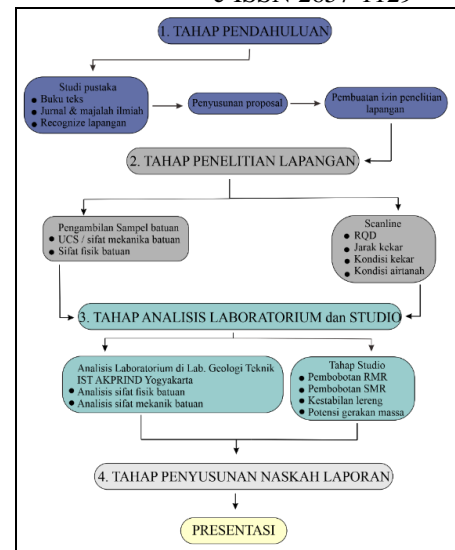 e-ISSN 2657-1129
1. TAHAP PENDAHULUAN
Studi pustaka
● Buku teks
● Jurnal & majalah ilmiah
● Recognize lapangan
Penyusunan proposal
Pembuatan izin penelitian
lapangan
2. TAHAP PENELITIAN LAPANGAN
Pengambilan Sampel batuan
● UCS / sifat mekanika batuan
● Sifat fisik batuan
Scanline
● RQD
● Jarak kekar
● Kondisi kekar
● Kondisi airtanah
3. TAHAP ANALISIS LABORATORIUM dan STUDIO
Analisis Laboratorium di Lab. Geologi Teknik
IST AKPRIND Yogyakarta
● Analisis sifat fisik batuan
● Analisis sifat mekanik batuan
Tahap Studio
● Pembobotan RMR
● Pembobotan SMR
● Kestabilan lereng
● Potensi gerakan massa
4. TAHAP PENYUSUNAN NASKAH LAPORAN
PRESENTASI